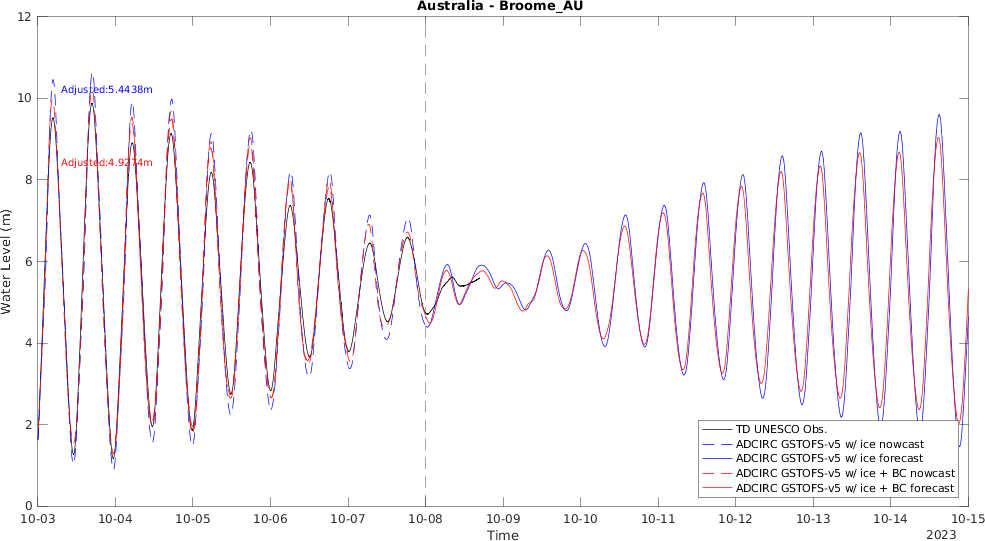 Australia - Broome_AU
Water Level (m)
12
10
8
6
4
2
0
Adjusted:5.4438m
Adjusted:4.9274m
TD UNESCO Obs.
ADCIRC GSTOFS-v5 w/ ice nowcast
ADCIRC GSTOFS-v5 w/ ice forecast
ADCIRC GSTOFS-v5 w/ ice + BC nowcast
ADCIRC GSTOFS-v5 w/ ice + BC forecast
10-03 10-04 10-05 10-06 10-07 10-08 10-09 10-10 10-11 10-12 10-13 10-14 10-15
Time
2023